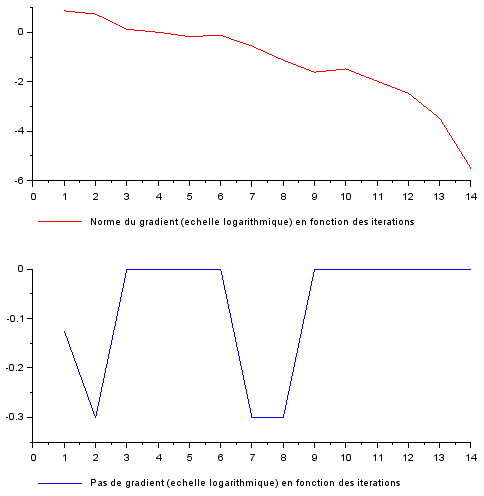 0
-2
-4
-6
0 1 2 3 4 5 6 7 8 9 10 11 12 13 14
Norme du gradient (echelle logarithmique) en fonction des iterations
0
-0.1
-0.2
-0.3
0 1 2 3 4 5 6 7 8 9 10 11 12 13 14
Pas de gradient (echelle logarithmique) en fonction des iterations